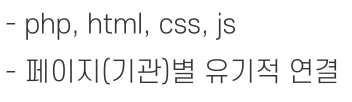 - php, html, css, js
- 페이지(기관)별 유기적 연결